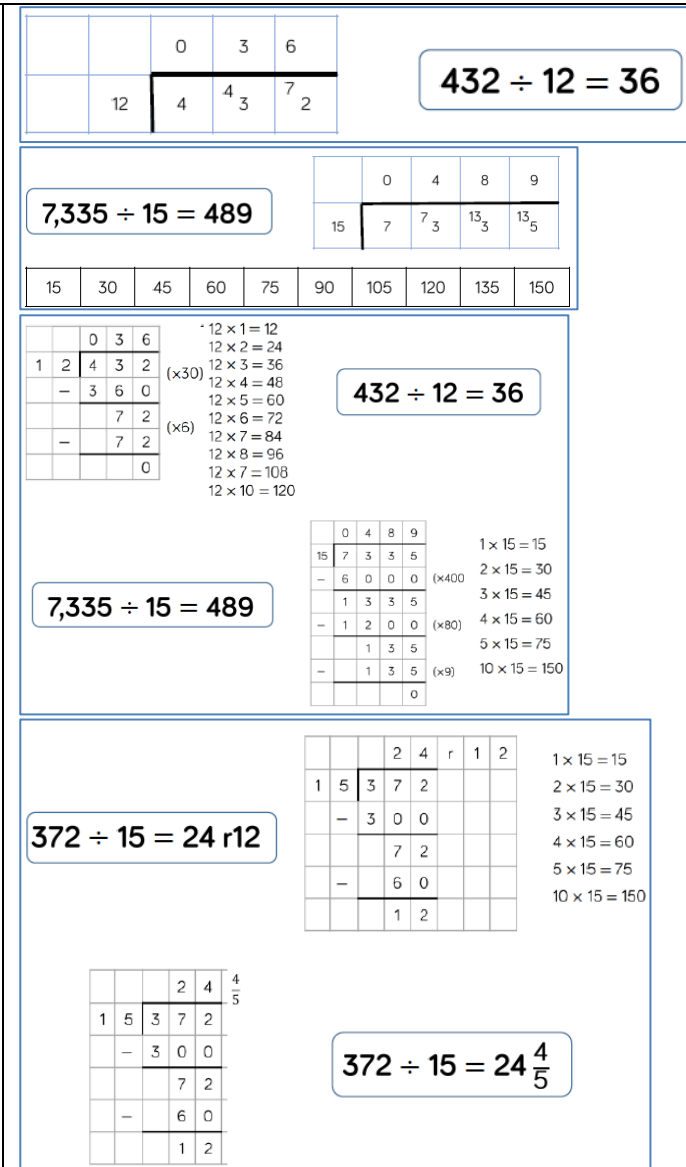 0 3 6
12 4 4 3 7 2
432 ÷ 12 = 36
7,335 ÷ 15 = 489
0 4 8 9
15 7 7 3 13 3 13 5
15 30 45 60 75 90 105 120 135 150
0 3 6
1 2 4 3 2
− 3 6 0 (×30)
7 2
− 7 2 (×6)
0
12 × 1 = 12
12 × 2 = 24
12 × 3 = 36
12 × 4 = 48
12 × 5 = 60
12 × 6 = 72
12 × 7 = 84
12 × 8 = 96
12 × 7 = 108
12 × 10 = 120
432 ÷ 12 = 36
7,335 ÷ 15 = 489
0 4 8 9
15 7 3 3 5
− 6 0 0 0 (×400
1 3 3 5
− 1 2 0 0 (×80)
1 3 5
− 1 3 5 (×9)
0
1 × 15 = 15
2 × 15 = 30
3 × 15 = 45
4 × 15 = 60
5 × 15 = 75
10 × 15 = 150
372 ÷ 15 = 24 r12
2 4 r 1 2
1 5 3 7 2
− 3 0 0
7 2
− 6 0
1 2
1 × 15 = 15
2 × 15 = 30
3 × 15 = 45
4 × 15 = 60
5 × 15 = 75
10 × 15 = 150
2 4 4/5
1 5 3 7 2
− 3 0 0
7 2
− 6 0
1 2
372 ÷ 15 = 24 4/5